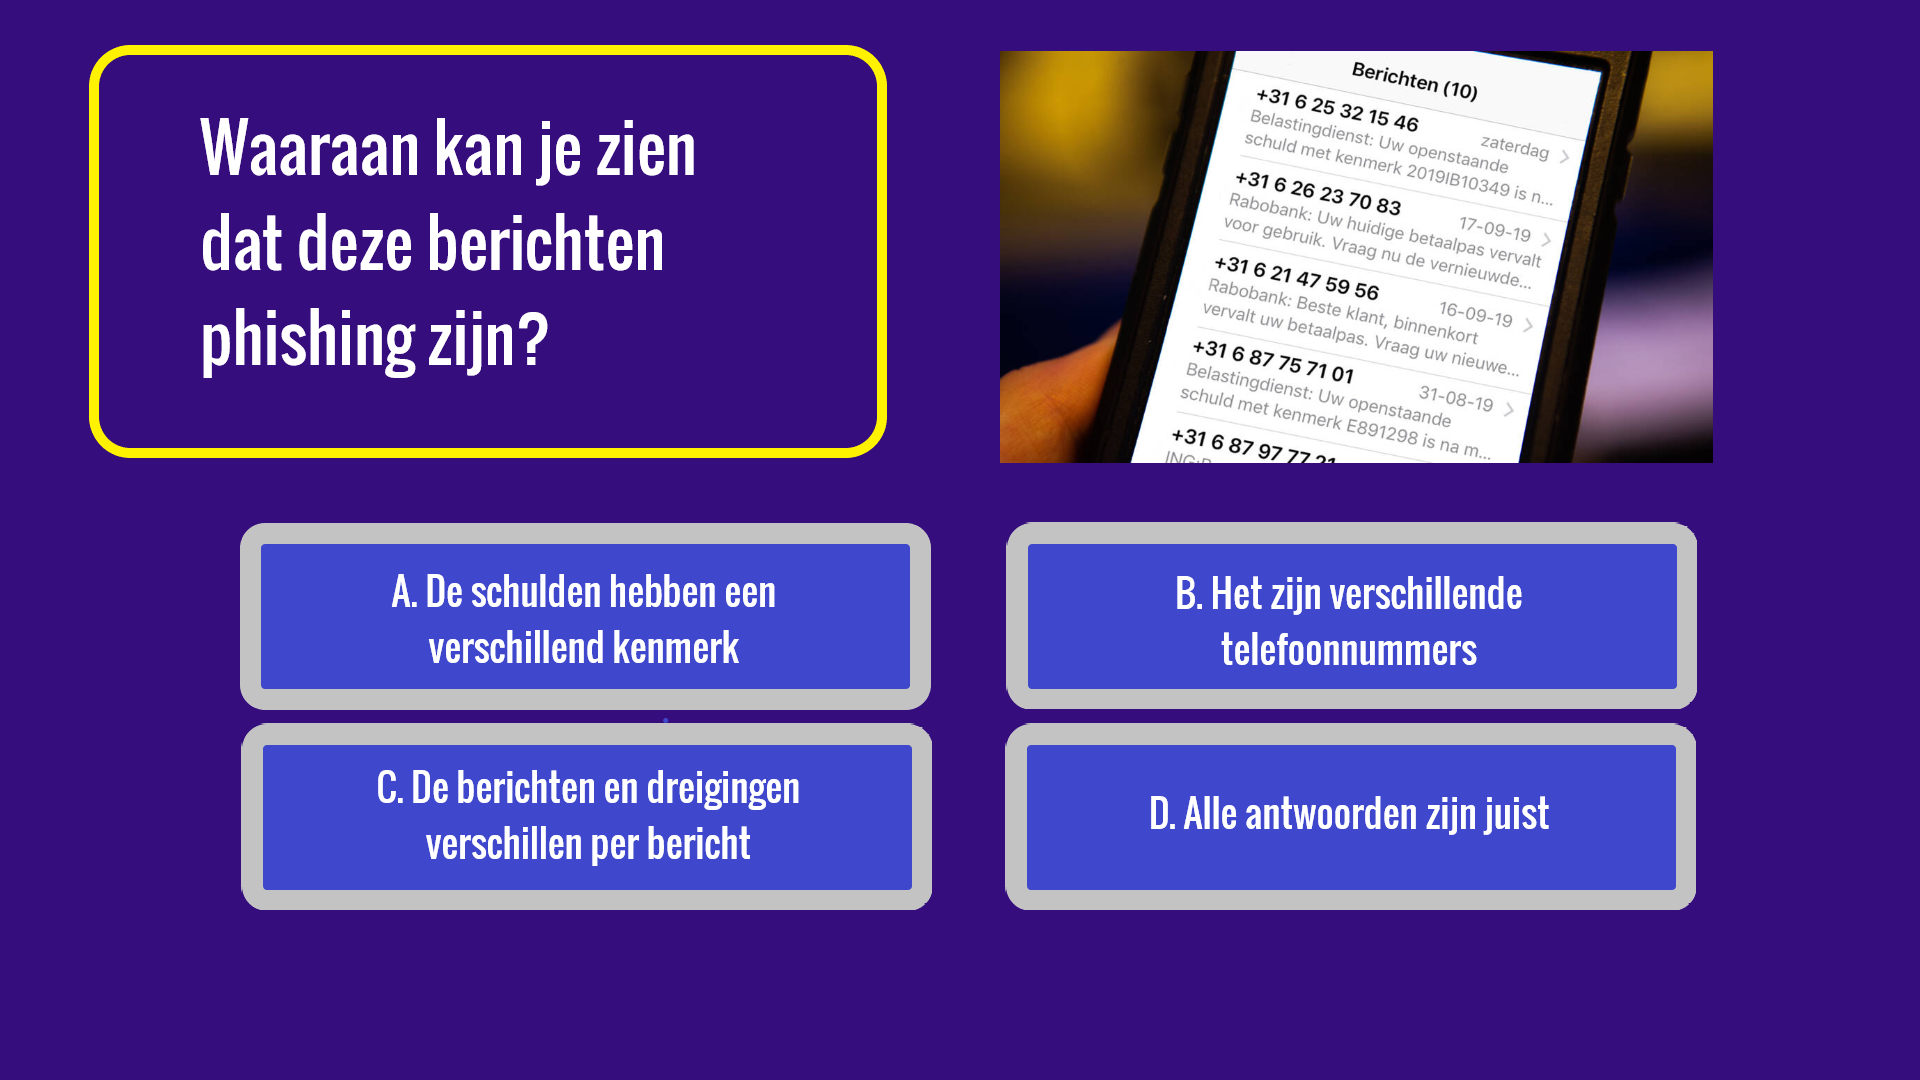 Waaraan kan je zien
dat deze berichten
phishing zijn?
Berichten (10)
+31 6 25 32 15 46
zaterdag
Belastingdienst: Uw openstaande
schuld met kenmerk 2019IB10349 is n...
+31 6 26 23 70 83
17-09-19
Rabobank: Uw huidige betaalpas vervalt
voor gebruik. Vraag nu de vernieuwde...
+31 6 21 47 59 56
16-09-19
Rabobank: Beste klant, binnenkort
vervalt uw betaalpas. Vraag uw nieuwe...
+31 6 87 75 71 01
31-08-19
Belastingdienst: Uw openstaande
schuld met kenmerk E891298 is na m...
+31 6 87 97 77 21
A. De schulden hebben een
verschillend kenmerk
B. Het zijn verschillende
telefoonnummers
C. De berichten en dreigingen
verschillen per bericht
D. Alle antwoorden zijn juist